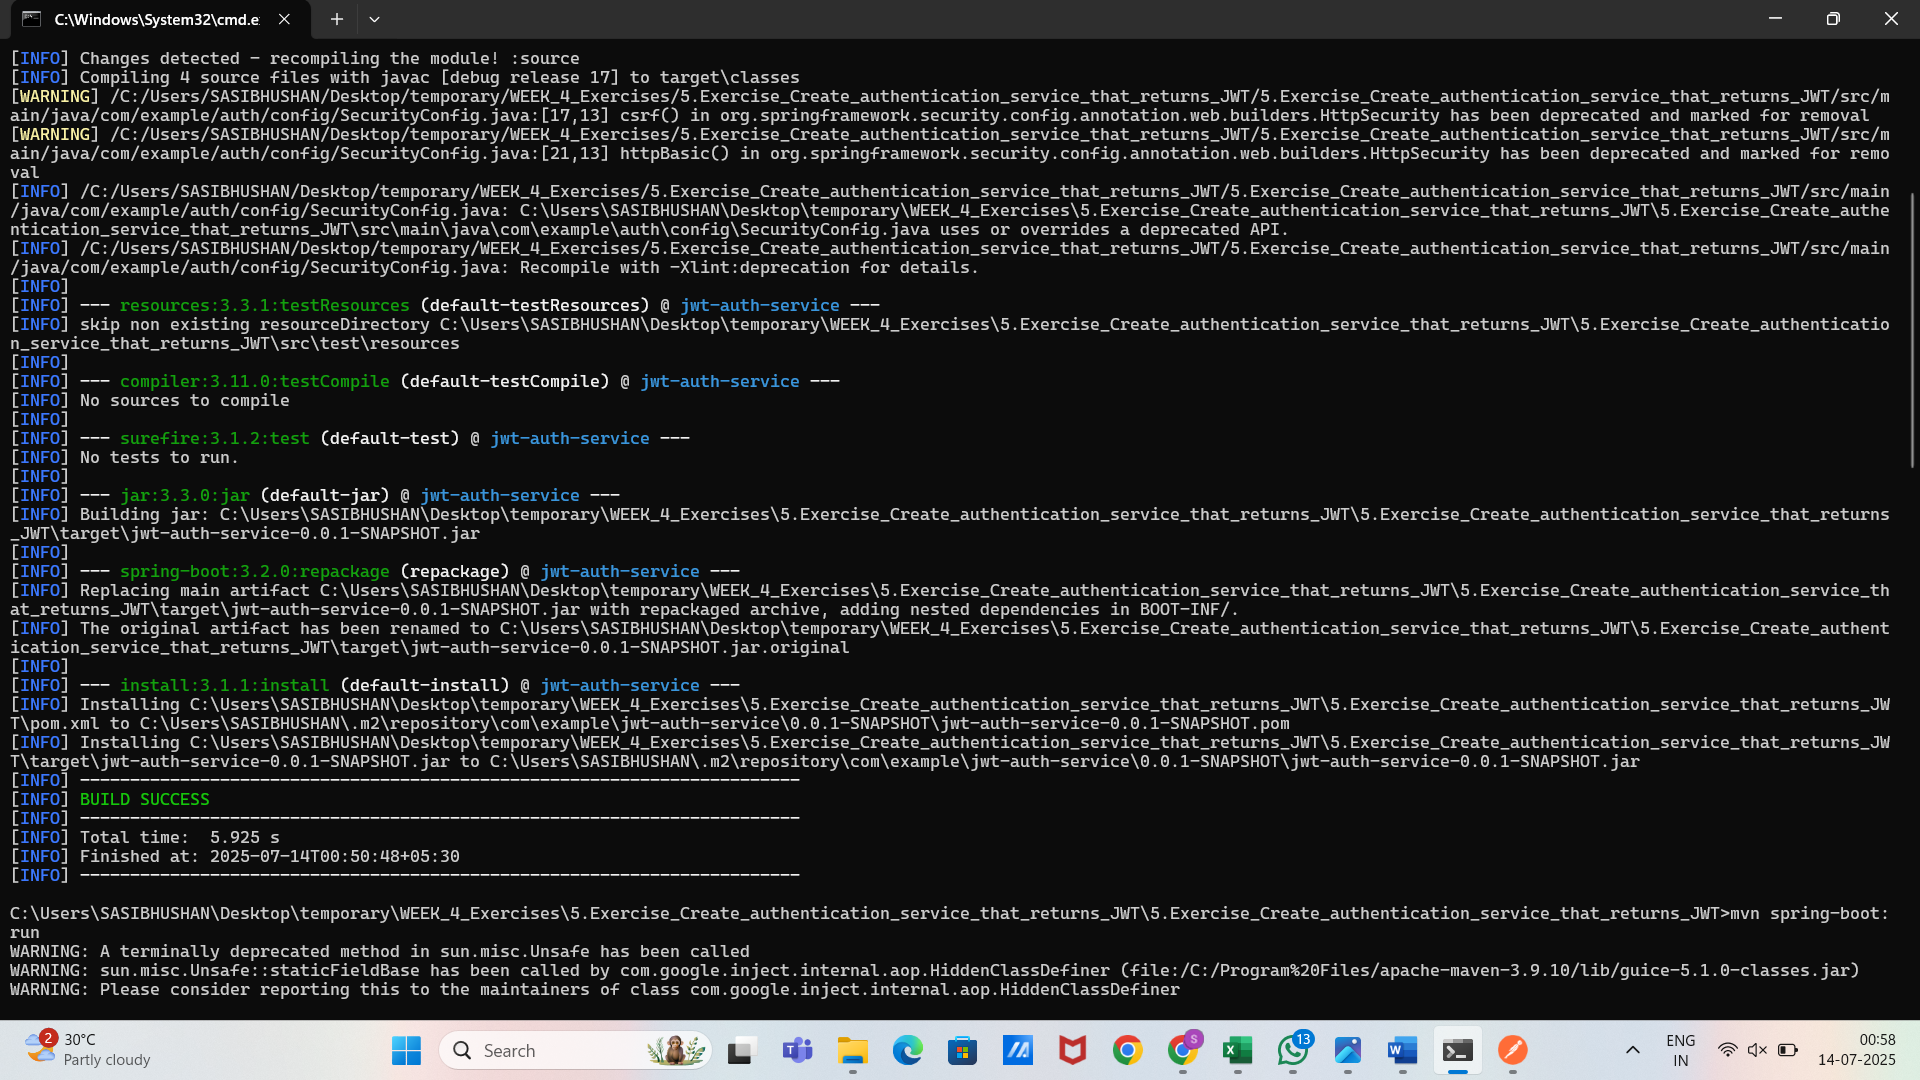 C:\Windows\System32\cmd.e
[INFO] Changes detected - recompiling the module! :source
[INFO] Compiling 4 source files with javac [debug release 17] to target\classes
[WARNING] /C:/Users/SASIBHUSHAN/Desktop/temporary/WEEK_4_Exercises/5.Exercise_Create_authentication_service_that_returns_JWT/5.Exercise_Create_authentication_service_that_returns_JWT/src/m
ain/java/com/example/auth/config/SecurityConfig.java:[17,13] csrf() in org.springframework.security.config.annotation.web.builders.HttpSecurity has been deprecated and marked for removal
[WARNING] /C:/Users/SASIBHUSHAN/Desktop/temporary/WEEK_4_Exercises/5.Exercise_Create_authentication_service_that_returns_JWT/5.Exercise_Create_authentication_service_that_returns_JWT/src/m
ain/java/com/example/auth/config/SecurityConfig.java:[21,13] httpBasic() in org.springframework.security.config.annotation.web.builders.HttpSecurity has been deprecated and marked for remo
val
[INFO] /C:/Users/SASIBHUSHAN/Desktop/temporary/WEEK_4_Exercises/5.Exercise_Create_authentication_service_that_returns_JWT/5.Exercise_Create_authentication_service_that_returns_JWT/src/main
/java/com/example/auth/config/SecurityConfig.java: C:\Users\SASIBHUSHAN\Desktop\temporary\WEEK_4_Exercises\5.Exercise_Create_authentication_service_that_returns_JWT\5.Exercise_Create_authe
ntication_service_that_returns_JWT\src\main\java\com\example\auth\config\SecurityConfig.java uses or overrides a deprecated API.
[INFO] /C:/Users/SASIBHUSHAN/Desktop/temporary/WEEK_4_Exercises/5.Exercise_Create_authentication_service_that_returns_JWT/5.Exercise_Create_authentication_service_that_returns_JWT/src/main
/java/com/example/auth/config/SecurityConfig.java: Recompile with -Xlint:deprecation for details.
[INFO]
[INFO] --- resources:3.3.1:testResources (default-testResources) @ jwt-auth-service ---
[INFO] skip non existing resourceDirectory C:\Users\SASIBHUSHAN\Desktop\temporary\WEEK_4_Exercises\5.Exercise_Create_authentication_service_that_returns_JWT\5.Exercise_Create_authenticatio
n_service_that_returns_JWT\src\test\resources
[INFO]
[INFO] --- compiler:3.11.0:testCompile (default-testCompile) @ jwt-auth-service ---
[INFO] No sources to compile
[INFO]
[INFO] --- surefire:3.1.2:test (default-test) @ jwt-auth-service ---
[INFO] No tests to run.
[INFO]
[INFO] --- jar:3.3.0:jar (default-jar) @ jwt-auth-service ---
[INFO] Building jar: C:\Users\SASIBHUSHAN\Desktop\temporary\WEEK_4_Exercises\5.Exercise_Create_authentication_service_that_returns_JWT\5.Exercise_Create_authentication_service_that_returns
_JWT\target\jwt-auth-service-0.0.1-SNAPSHOT.jar
[INFO]
[INFO] --- spring-boot:3.2.0:repackage (repackage) @ jwt-auth-service ---
[INFO] Replacing main artifact C:\Users\SASIBHUSHAN\Desktop\temporary\WEEK_4_Exercises\5.Exercise_Create_authentication_service_that_returns_JWT\5.Exercise_Create_authentication_service_th
at_returns_JWT\target\jwt-auth-service-0.0.1-SNAPSHOT.jar with repackaged archive, adding nested dependencies in BOOT-INF/.
[INFO] The original artifact has been renamed to C:\Users\SASIBHUSHAN\Desktop\temporary\WEEK_4_Exercises\5.Exercise_Create_authentication_service_that_returns_JWT\5.Exercise_Create_authent
ication_service_that_returns_JWT\target\jwt-auth-service-0.0.1-SNAPSHOT.jar.original
[INFO]
[INFO] --- install:3.1.1:install (default-install) @ jwt-auth-service ---
[INFO] Installing C:\Users\SASIBHUSHAN\Desktop\temporary\WEEK_4_Exercises\5.Exercise_Create_authentication_service_that_returns_JWT\5.Exercise_Create_authentication_service_that_returns_JW
T\pom.xml to C:\Users\SASIBHUSHAN\.m2\repository\com\example\jwt-auth-service\0.0.1-SNAPSHOT\jwt-auth-service-0.0.1-SNAPSHOT.pom
[INFO] Installing C:\Users\SASIBHUSHAN\Desktop\temporary\WEEK_4_Exercises\5.Exercise_Create_authentication_service_that_returns_JWT\5.Exercise_Create_authentication_service_that_returns_JW
T\target\jwt-auth-service-0.0.1-SNAPSHOT.jar to C:\Users\SASIBHUSHAN\.m2\repository\com\example\jwt-auth-service\0.0.1-SNAPSHOT\jwt-auth-service-0.0.1-SNAPSHOT.jar
[INFO] ------------------------------------------------------------------------
[INFO] BUILD SUCCESS
[INFO] ------------------------------------------------------------------------
[INFO] Total time:  5.925 s
[INFO] Finished at: 2025-07-14T00:50:48+05:30
[INFO] ------------------------------------------------------------------------
C:\Users\SASIBHUSHAN\Desktop\temporary\WEEK_4_Exercises\5.Exercise_Create_authentication_service_that_returns_JWT\5.Exercise_Create_authentication_service_that_returns_JWT>mvn spring-boot:
run
WARNING: A terminally deprecated method in sun.misc.Unsafe has been called
WARNING: sun.misc.Unsafe::staticFieldBase has been called by com.google.inject.internal.aop.HiddenClassDefiner (file:/C:/Program%20Files/apache-maven-3.9.10/lib/guice-5.1.0-classes.jar)
WARNING: Please consider reporting this to the maintainers of class com.google.inject.internal.aop.HiddenClassDefiner
2
30°C
Partly cloudy
Search
S
13
ENG
IN
00:58
14-07-2025